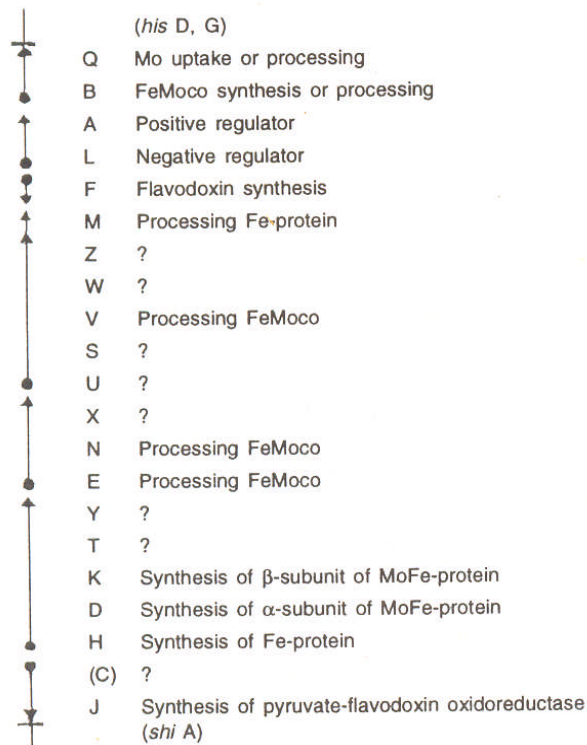 (his D, G)
Q Mo uptake or processing
B FeMoco synthesis or processing
A Positive regulator
L Negative regulator
F Flavodoxin synthesis
M Processing Fe-protein
Z ?
W ?
V Processing FeMoco
S ?
U ?
X ?
N Processing FeMoco
E Processing FeMoco
Y ?
T ?
K Synthesis of β-subunit of MoFe-protein
D Synthesis of α-subunit of MoFe-protein
H Synthesis of Fe-protein
(C) ?
J Synthesis of pyruvate-flavodoxin oxidoreductase
(shi A)